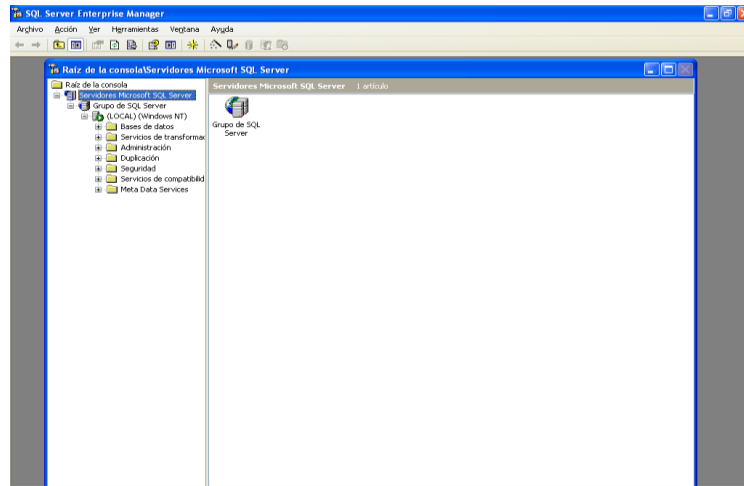 SQL Server Enterprise Manager
Archivo Acción Ver Herramientas Ventana Ayuda
Raíz de la consola\Servidores Microsoft SQL Server
Raíz de la consola
Servidores Microsoft SQL Server
Grupo de SQL Server
(LOCAL) (Windows NT)
Bases de datos
Servicios de transformac
Administración
Duplicación
Seguridad
Servicios de compatibilid
Meta Data Services
Servidores Microsoft SQL Server 1 artículo
Grupo de SQL
Server